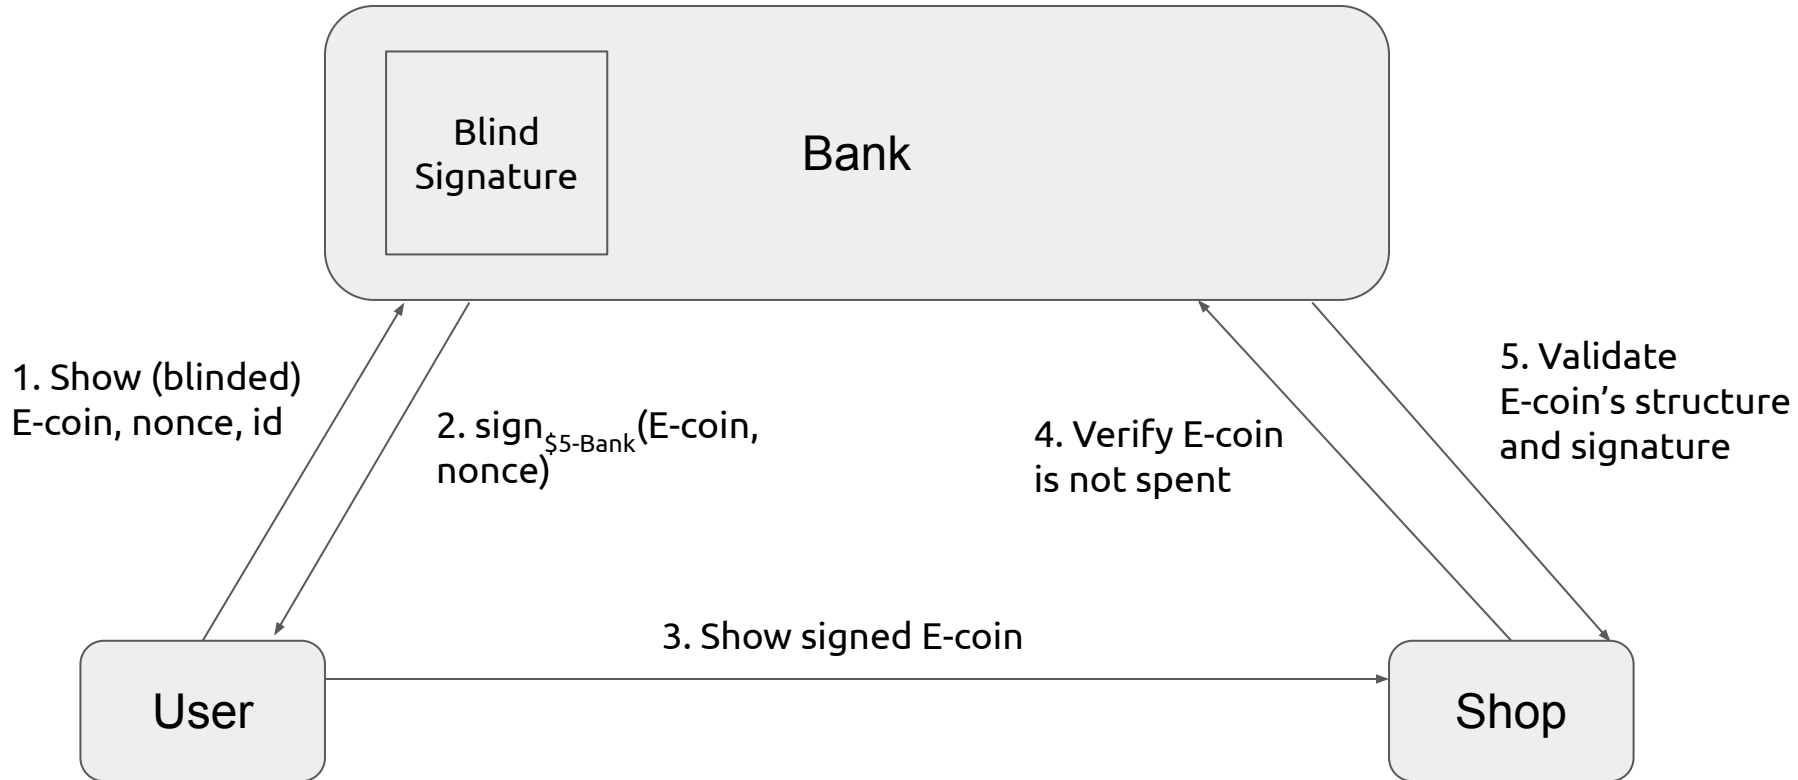 Blind
Signature
Bank
1. Show (blinded)
E-coin, nonce, id
2. sign$5-Bank(E-coin,
nonce)
4. Verify E-coin
is not spent
5. Validate
E-coin’s structure
and signature
3. Show signed E-coin
User
Shop